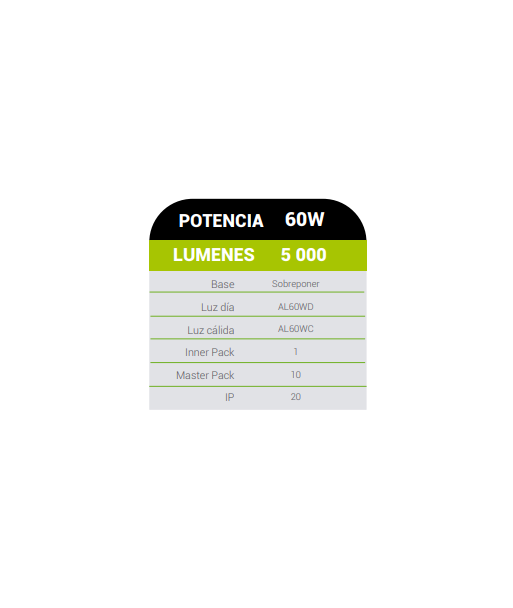 POTENCIA 60W
LUMENES 5 000
Base Sobreponer
Luz día AL60WD
Luz cálida AL60WC
Inner Pack 1
Master Pack 10
IP 20